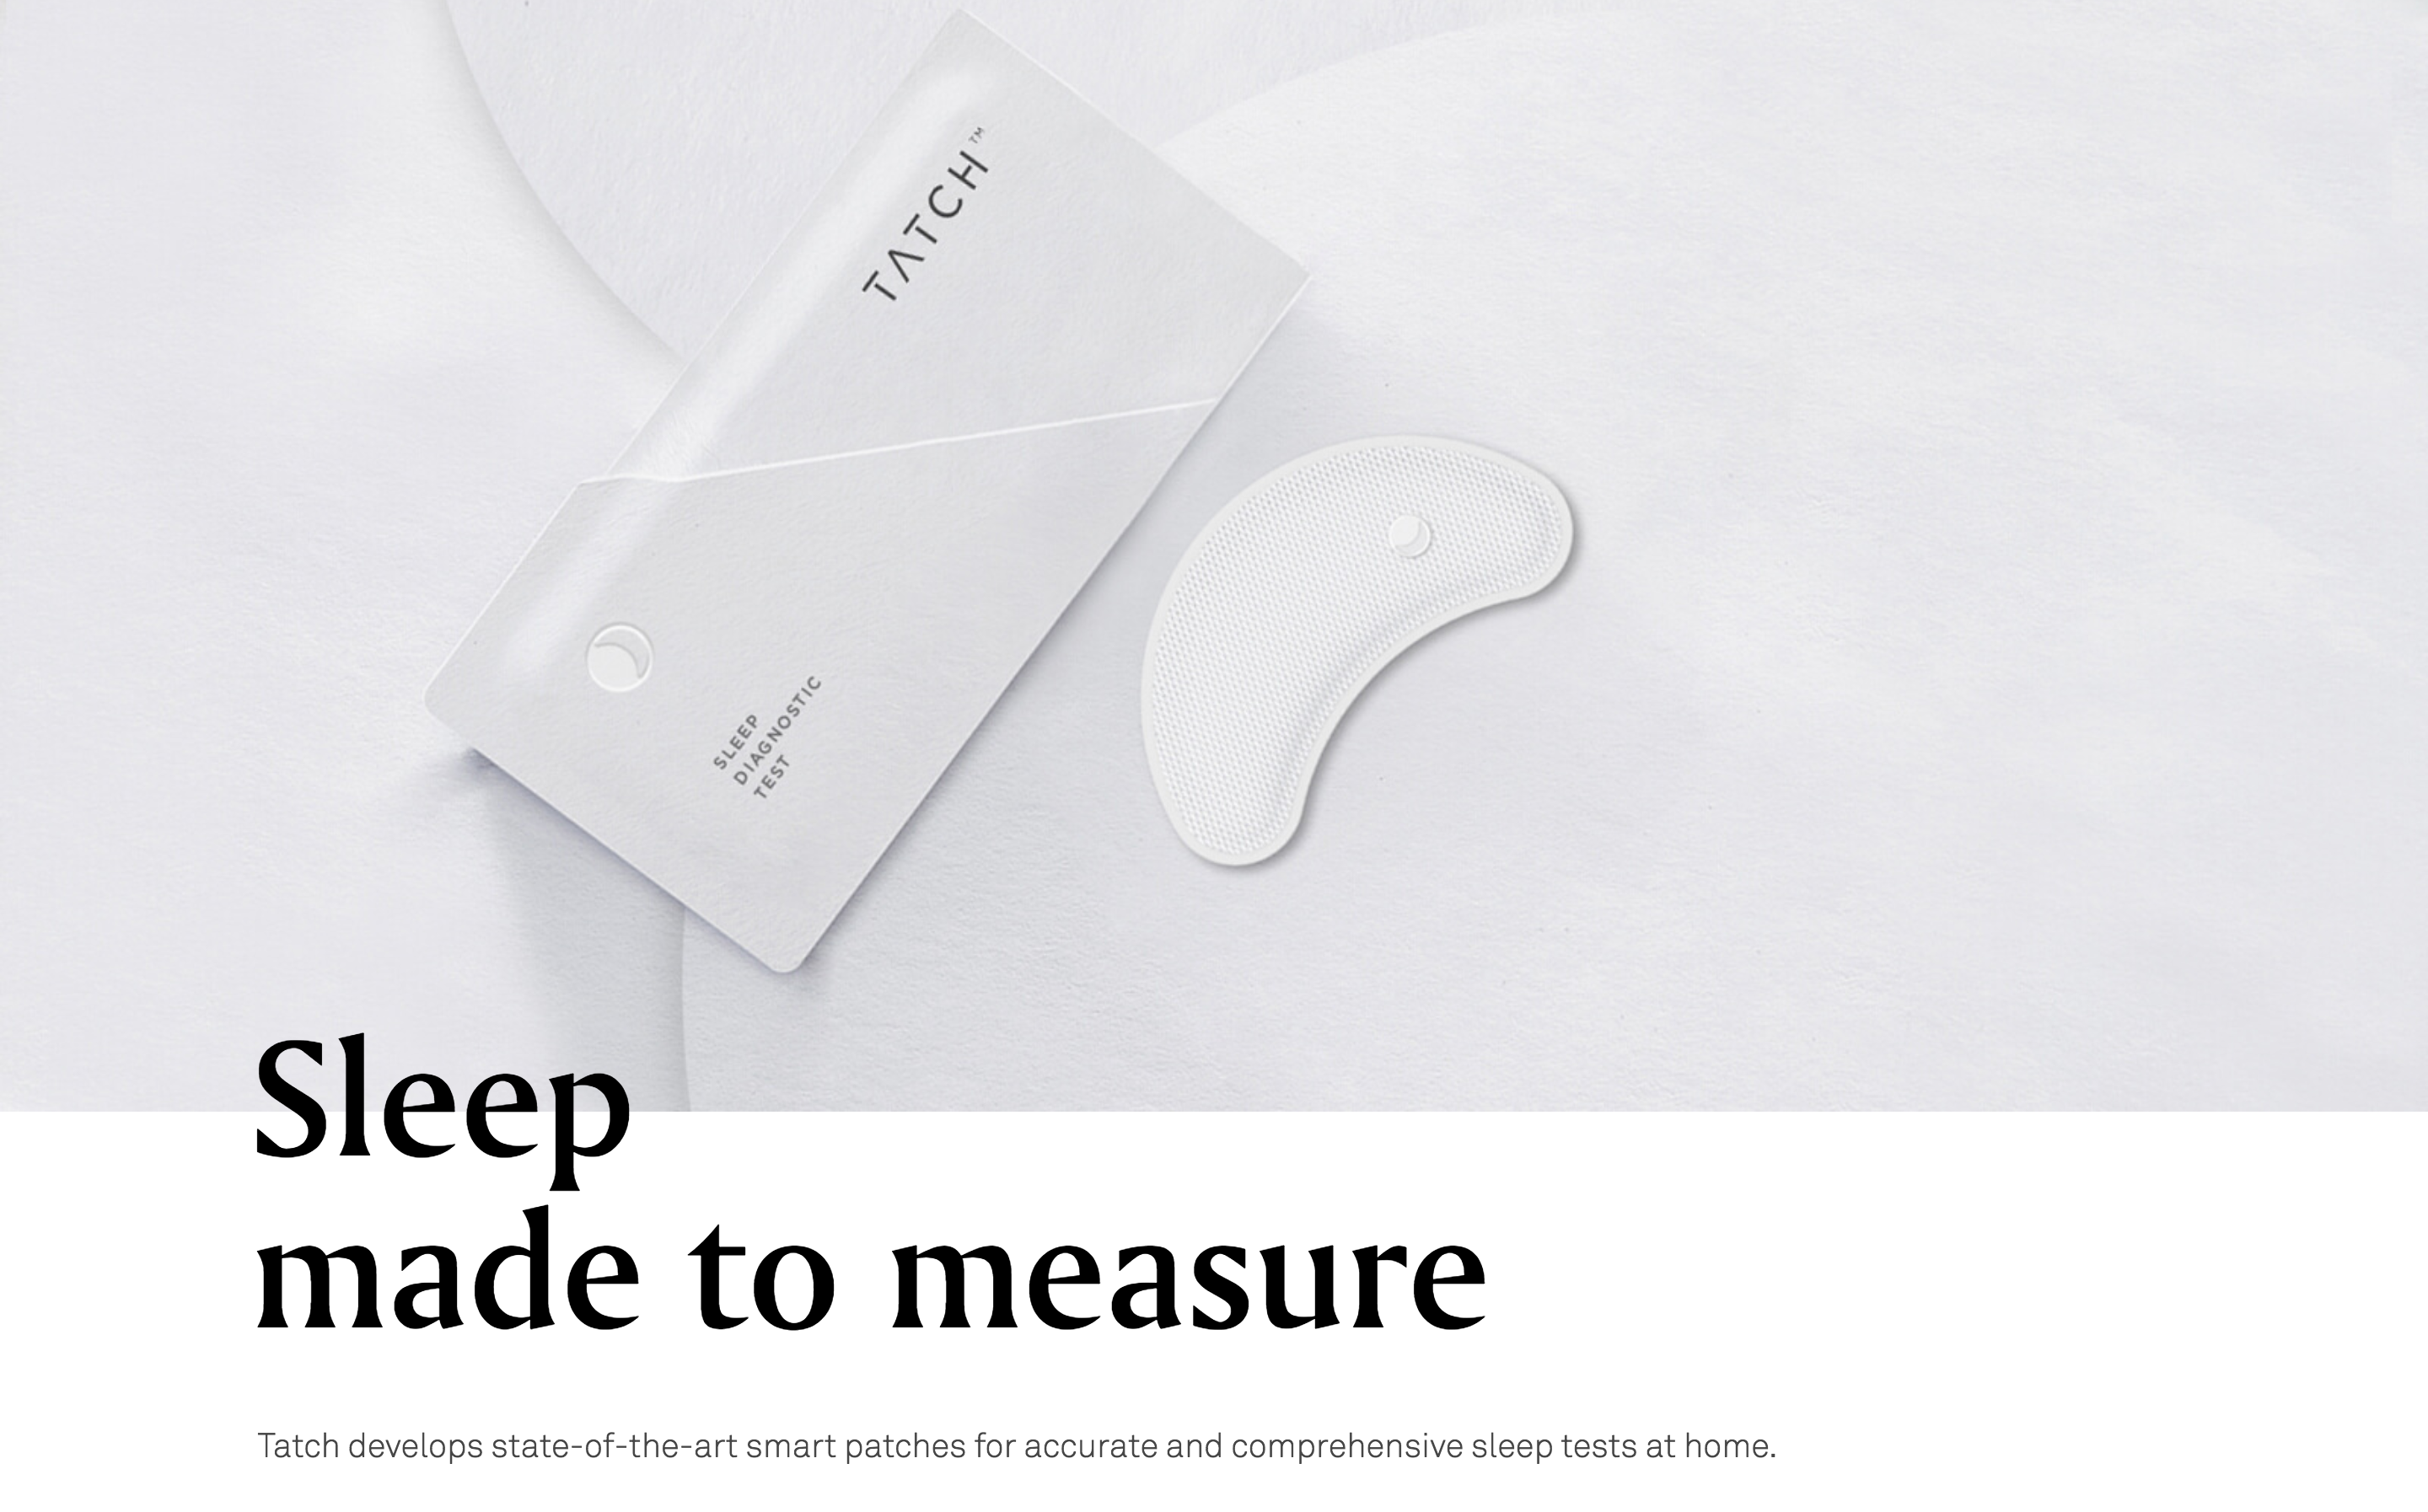 TATCH™
SLEEP
DIAGNOSTIC
TEST
Sleep
made to measure
Tatch develops state-of-the-art smart patches for accurate and comprehensive sleep tests at home.